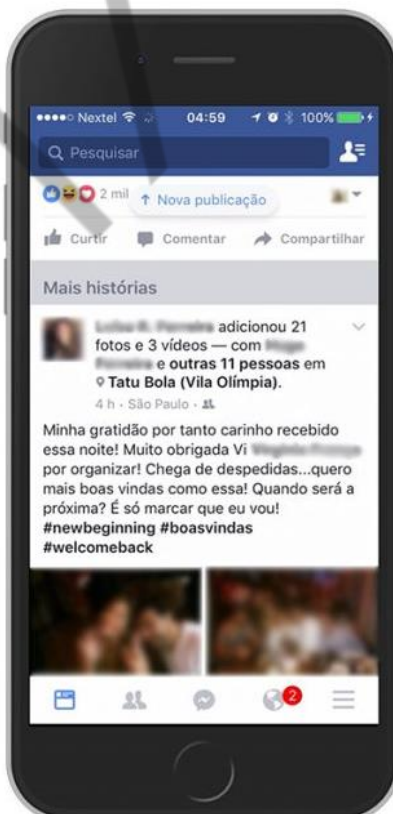 Nextel 04:59 100%
Pesquisar
2 mil ↑ Nova publicação
Curtir Comentar Compartilhar
Mais histórias
adicionou 21
fotos e 3 vídeos — com
e outras 11 pessoas em
Tatu Bola (Vila Olímpia).
4 h · São Paulo ·
Minha gratidão por tanto carinho recebido
essa noite! Muito obrigada Vi
por organizar! Chega de despedidas...quero
mais boas vindas como essa! Quando será a
próxima? É só marcar que eu vou!
#newbeginning #boasvindas
#welcomeback
2